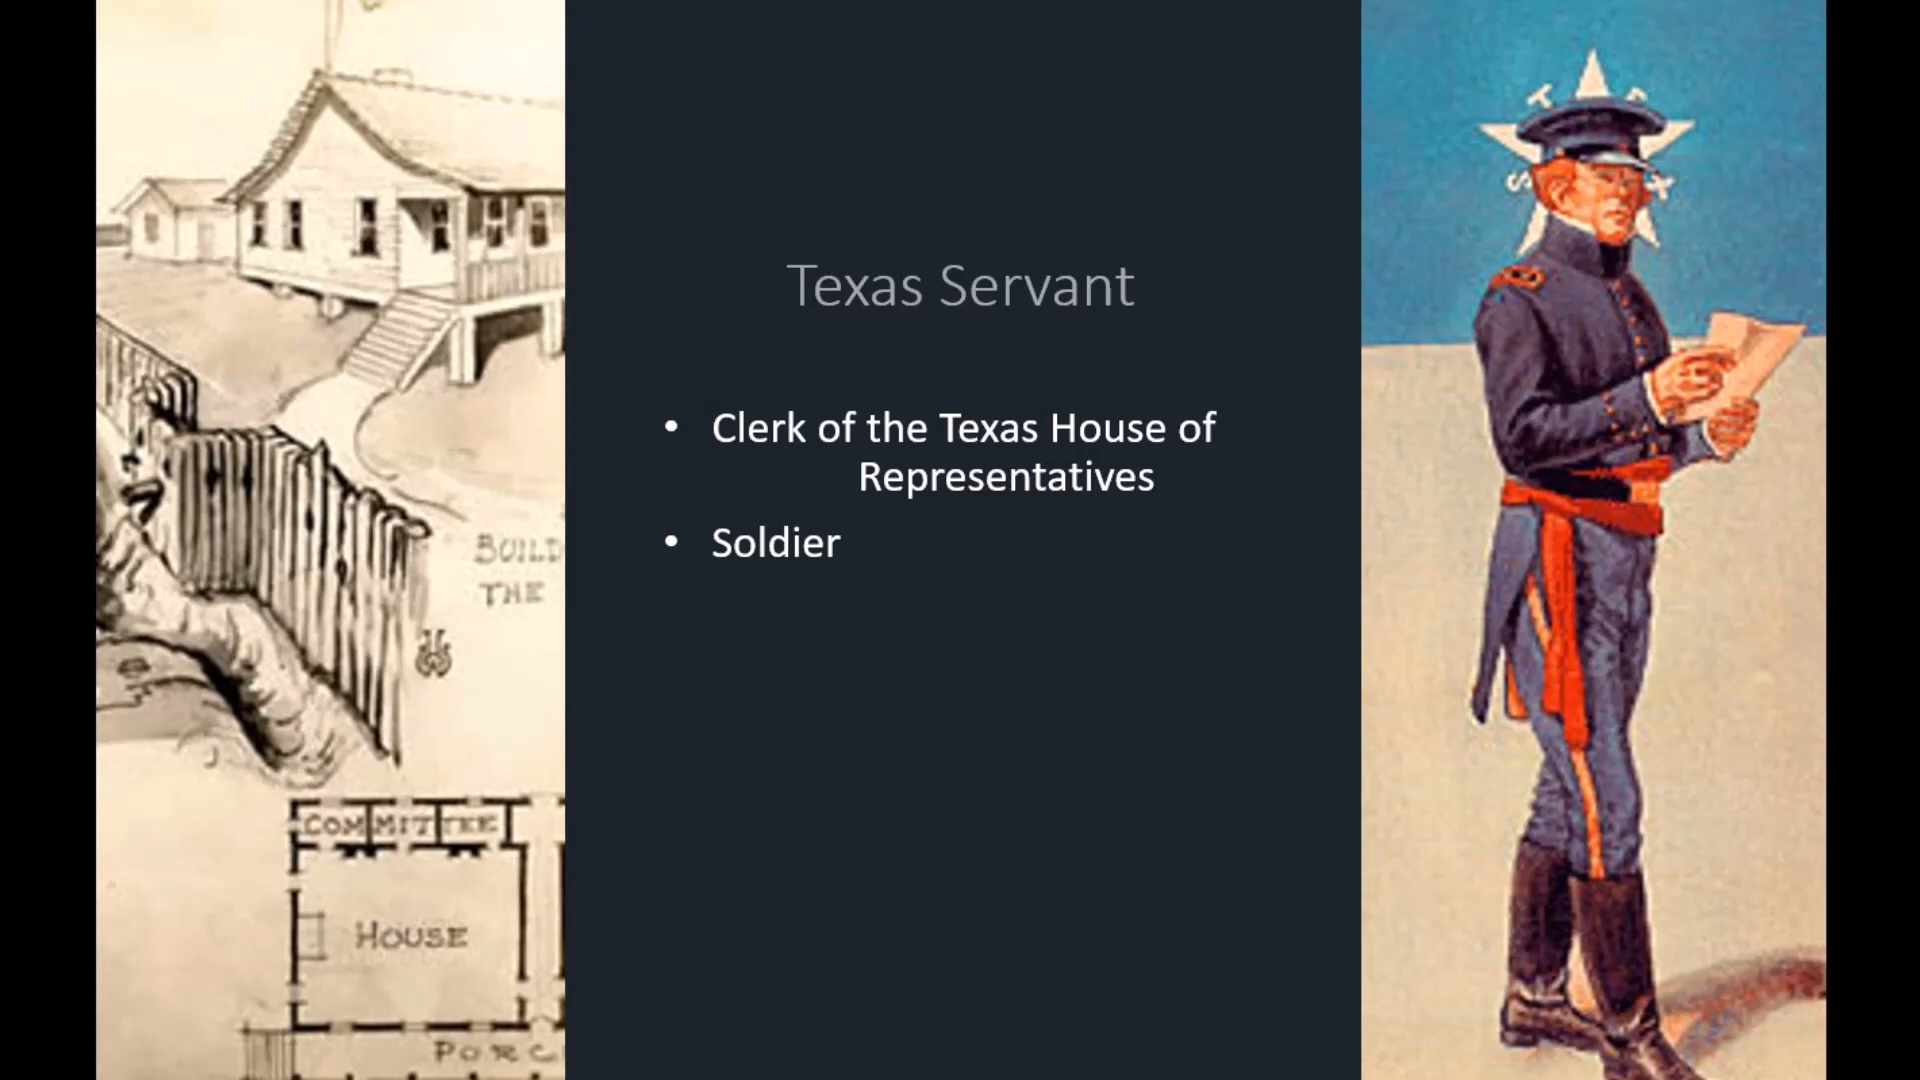 Texas Servant
• Clerk of the Texas House of
Representatives
• Soldier
BUILD
THE
COMMITTEE
HOUSE
PORC
T
S
X